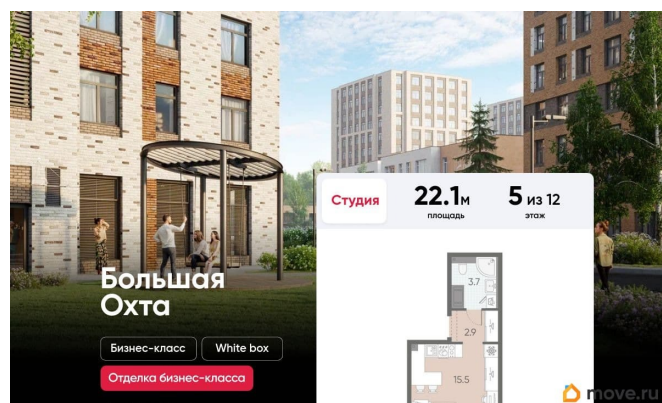 Студия
22.1м
площадь
5 из 12
этаж
3.7
2.9
15.5
Большая
Охта
Бизнес-класс
White box
Отделка бизнес-класса
move.ru